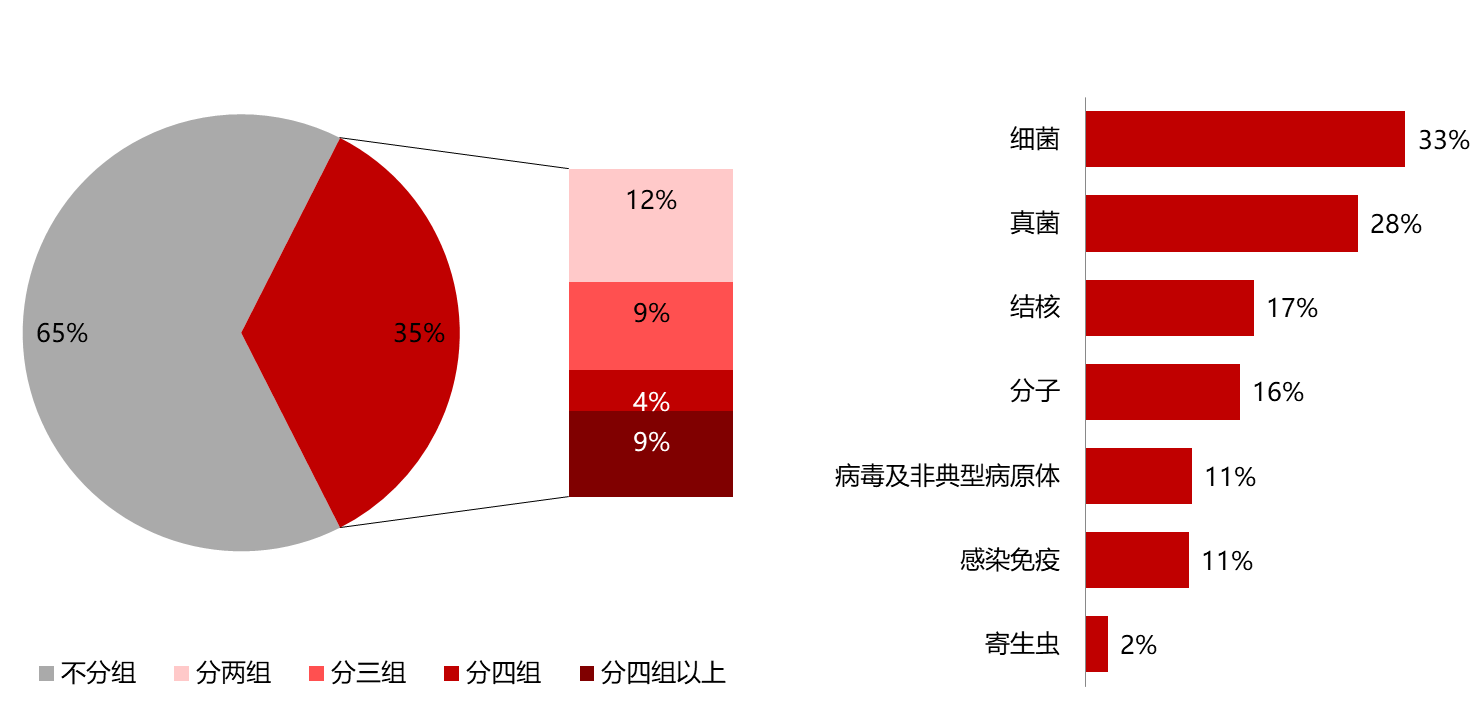 65%
35%
12%
9%
4%
9%
不分组 分两组 分三组 分四组 分四组以上
细菌 33%
真菌 28%
结核 17%
分子 16%
病毒及非典型病原体 11%
感染免疫 11%
寄生虫 2%